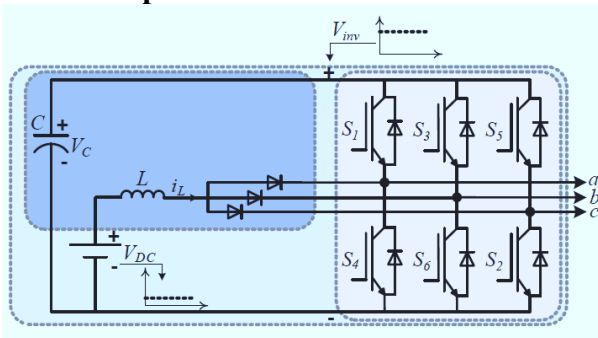 V_inv
+
C +
V_C
-
S_1 S_3 S_5
L i_L
a
b
c
+
V_DC
-
S_4 S_6 S_2
-